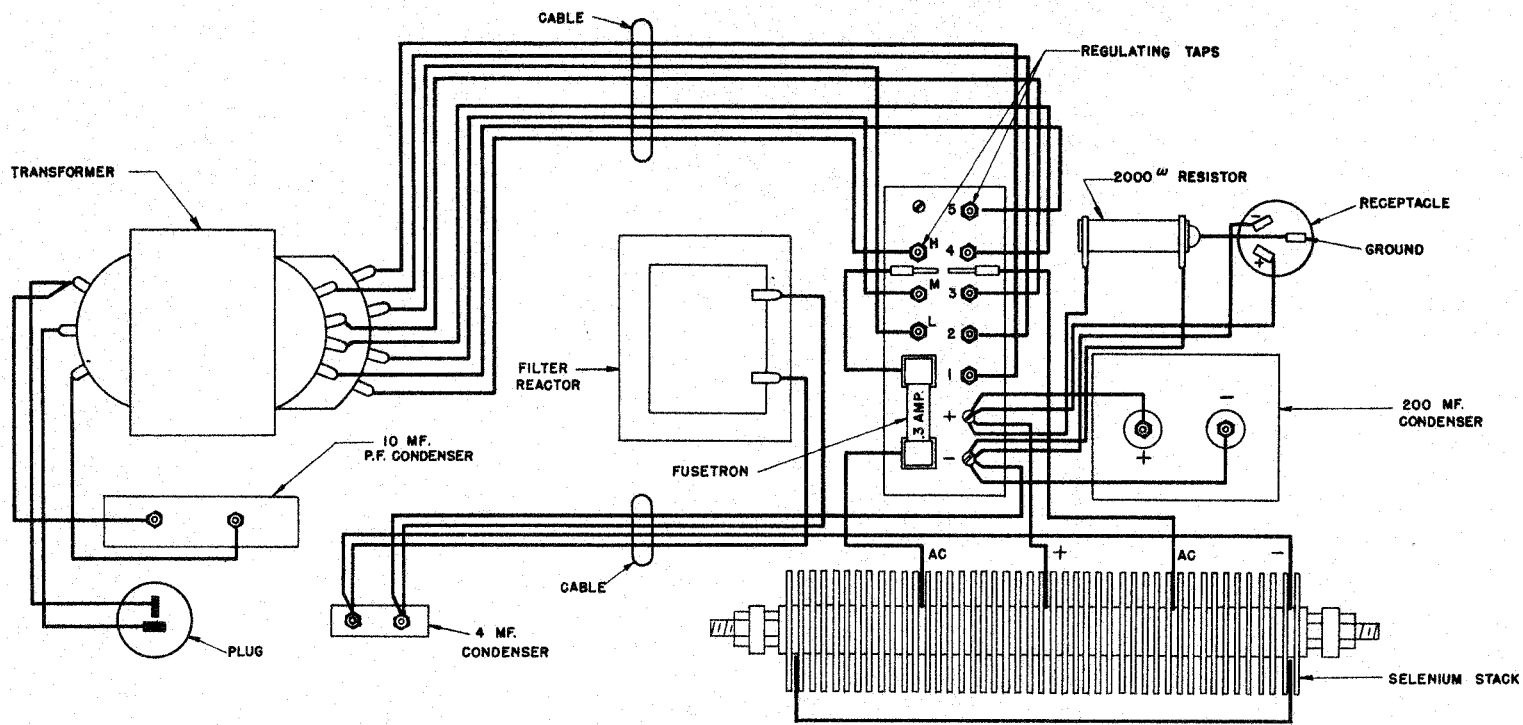 CABLE
REGULATING TAPS
TRANSFORMER
2000 ω RESISTOR
RECEPTACLE
GROUND
-
+
5
H
4
M
3
L
2
1
FILTER
REACTOR
.3 AMP.
+
-
+
-
200 MF.
CONDENSER
10 MF.
P.F. CONDENSER
FUSETRON
AC
+
AC
-
CABLE
PLUG
4 MF.
CONDENSER
SELENIUM STACK